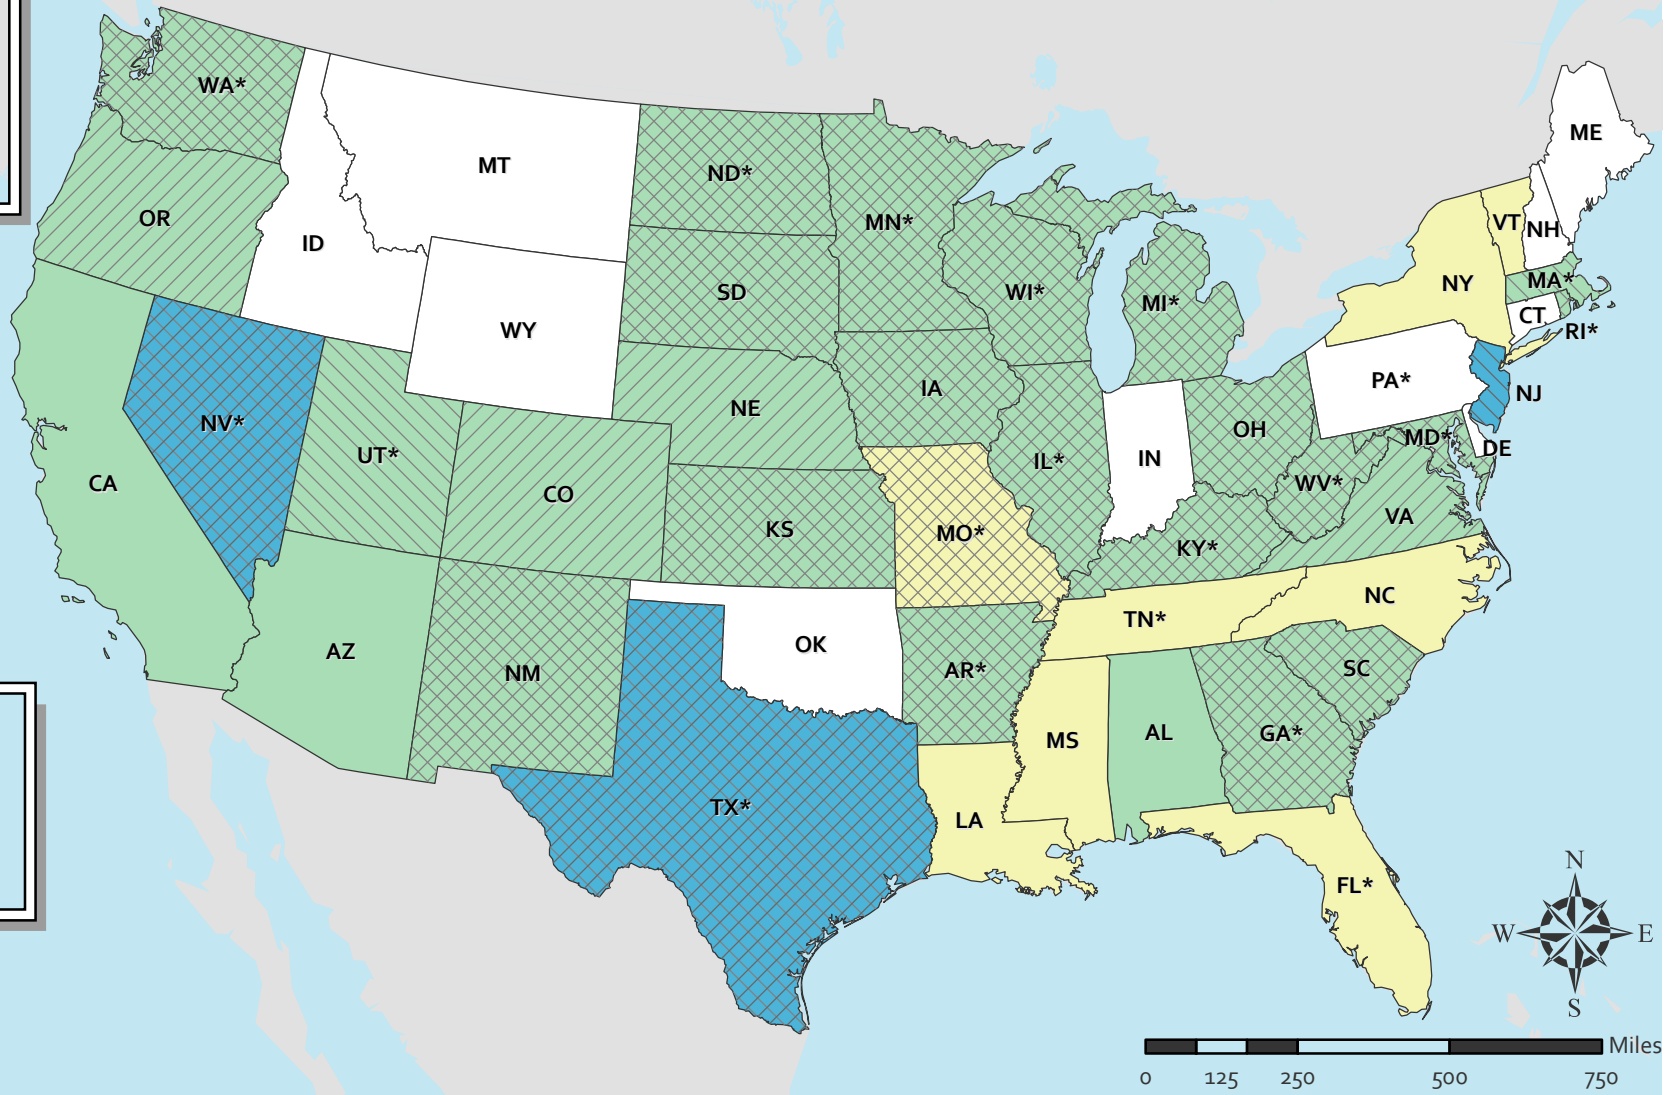 WA*
MT
ND*
MN*
OR
ID
SD
WI*
MI*
ME
VT
NH
NY
MA*
CT
RI*
WY
NV*
UT*
NE
IA
PA*
NJ
CA
CO
KS
MO*
IL*
IN
OH
WV*
MD*
DE
VA
KY*
AZ
NM
OK
AR*
TN*
NC
SC
TX*
LA
MS
AL
GA*
FL*
N
W E
S
Miles
0 125 250 500 750